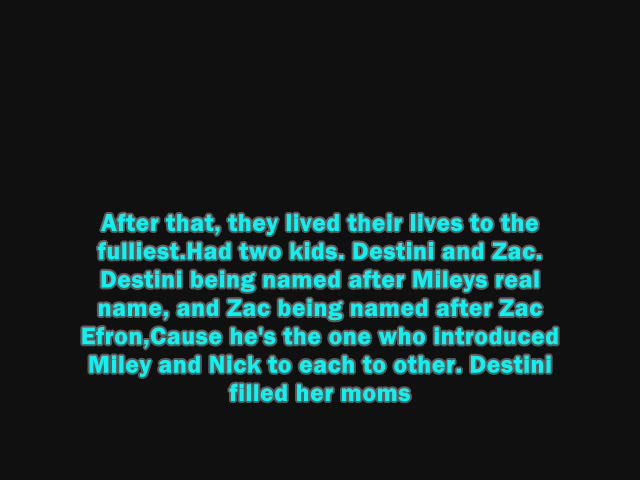 After that, they lived their lives to the
fulliest.Had two kids. Destini and Zac.
Destini being named after Mileys real
name, and Zac being named after Zac
Efron,Cause he's the one who introduced
Miley and Nick to each to other. Destini
filled her moms